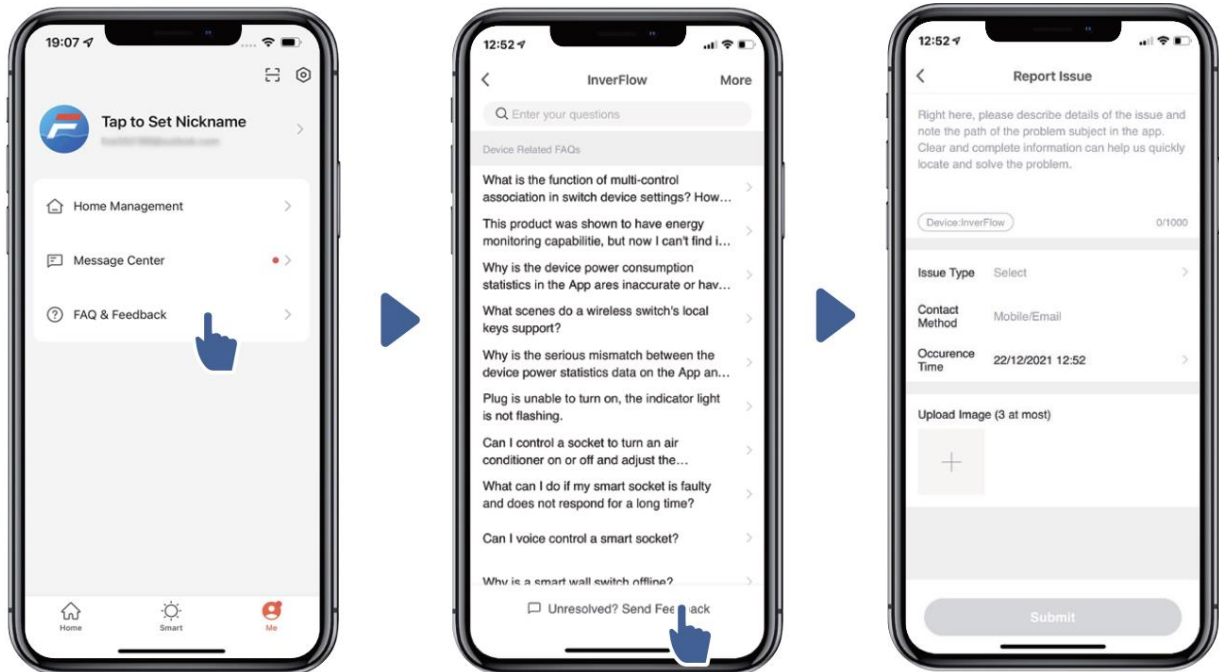 19:07
Tap to Set Nickname
Home Management
Message Center
FAQ & Feedback
Home
Smart
Me
12:52
InverFlow
More
Enter your questions
Device Related FAQs
What is the function of multi-control
association in switch device settings? How...
This product was shown to have energy
monitoring capabilitie, but now I can't find i...
Why is the device power consumption
statistics in the App ares inaccurate or hav...
What scenes do a wireless switch's local
keys support?
Why is the serious mismatch between the
device power statistics data on the App an...
Plug is unable to turn on, the indicator light
is not flashing.
Can I control a socket to turn an air
conditioner on or off and adjust the...
What can I do if my smart socket is faulty
and does not respond for a long time?
Can I voice control a smart socket?
Why is a smart wall switch offline?
Unresolved? Send Feedback
12:52
Report Issue
Right here, please describe details of the issue and
note the path of the problem subject in the app.
Clear and complete information can help us quickly
locate and solve the problem.
Device:InverFlow
0/1000
Issue Type Select
Contact
Method
Mobile/Email
Occurence
Time
22/12/2021 12:52
Upload Image (3 at most)
Submit